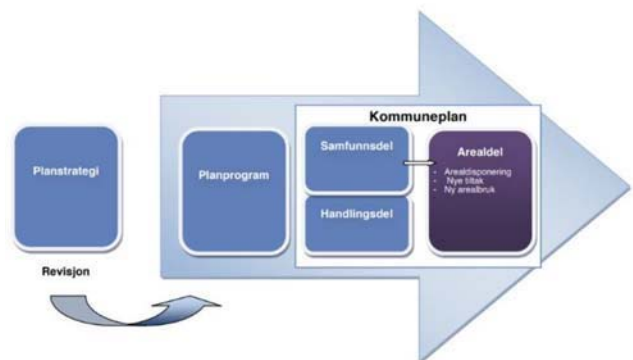 Planstrategi
Revisjon
Planprogram
Kommuneplan
Samfunnsdel
Handlingsdel
Arealdel
- Arealdisponering
- Nye tiltak
- Ny arealbruk